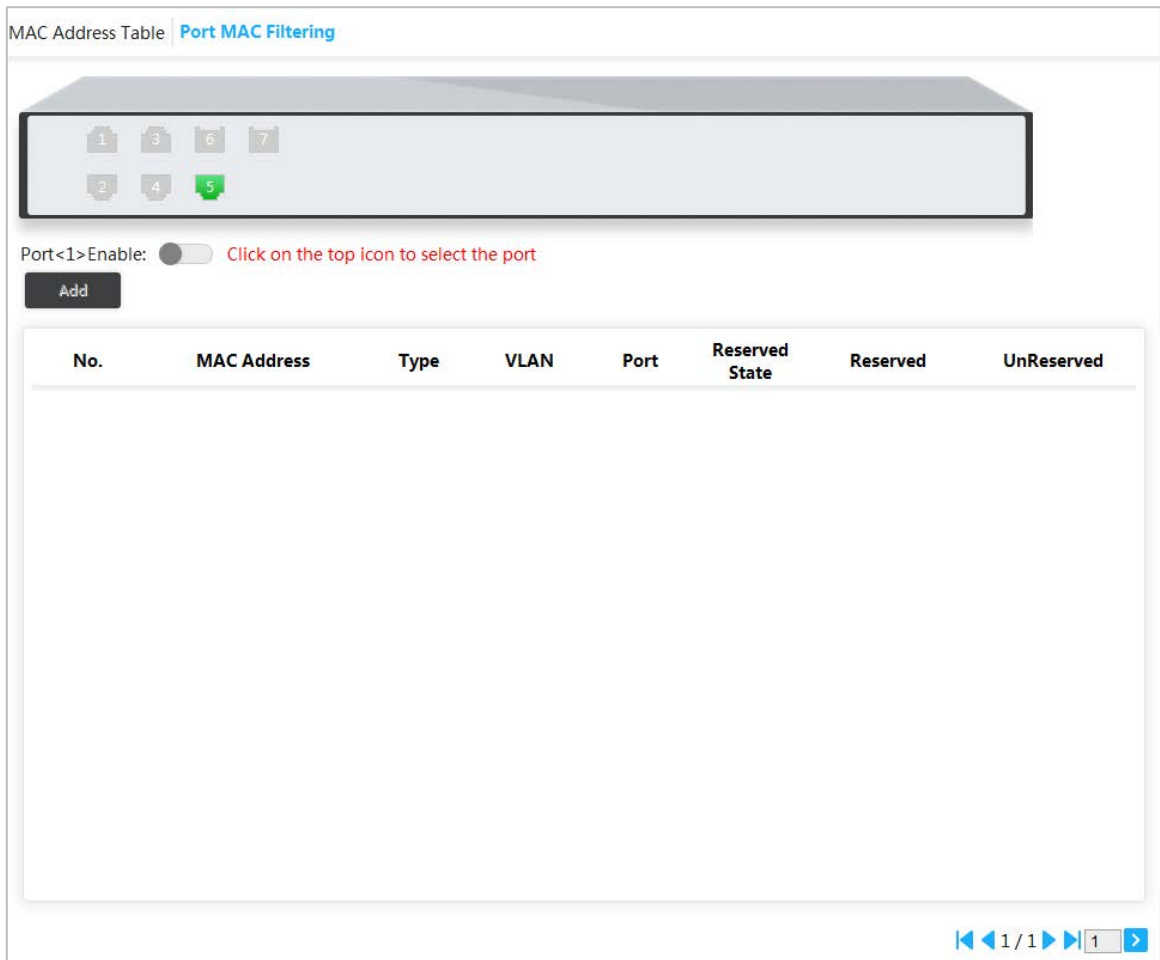 MAC Address Table Port MAC Filtering
1 3 6 7
2 4 5
Port<1>Enable: Click on the top icon to select the port
Add
No. MAC Address Type VLAN Port Reserved State Reserved UnReserved
1 / 1 1